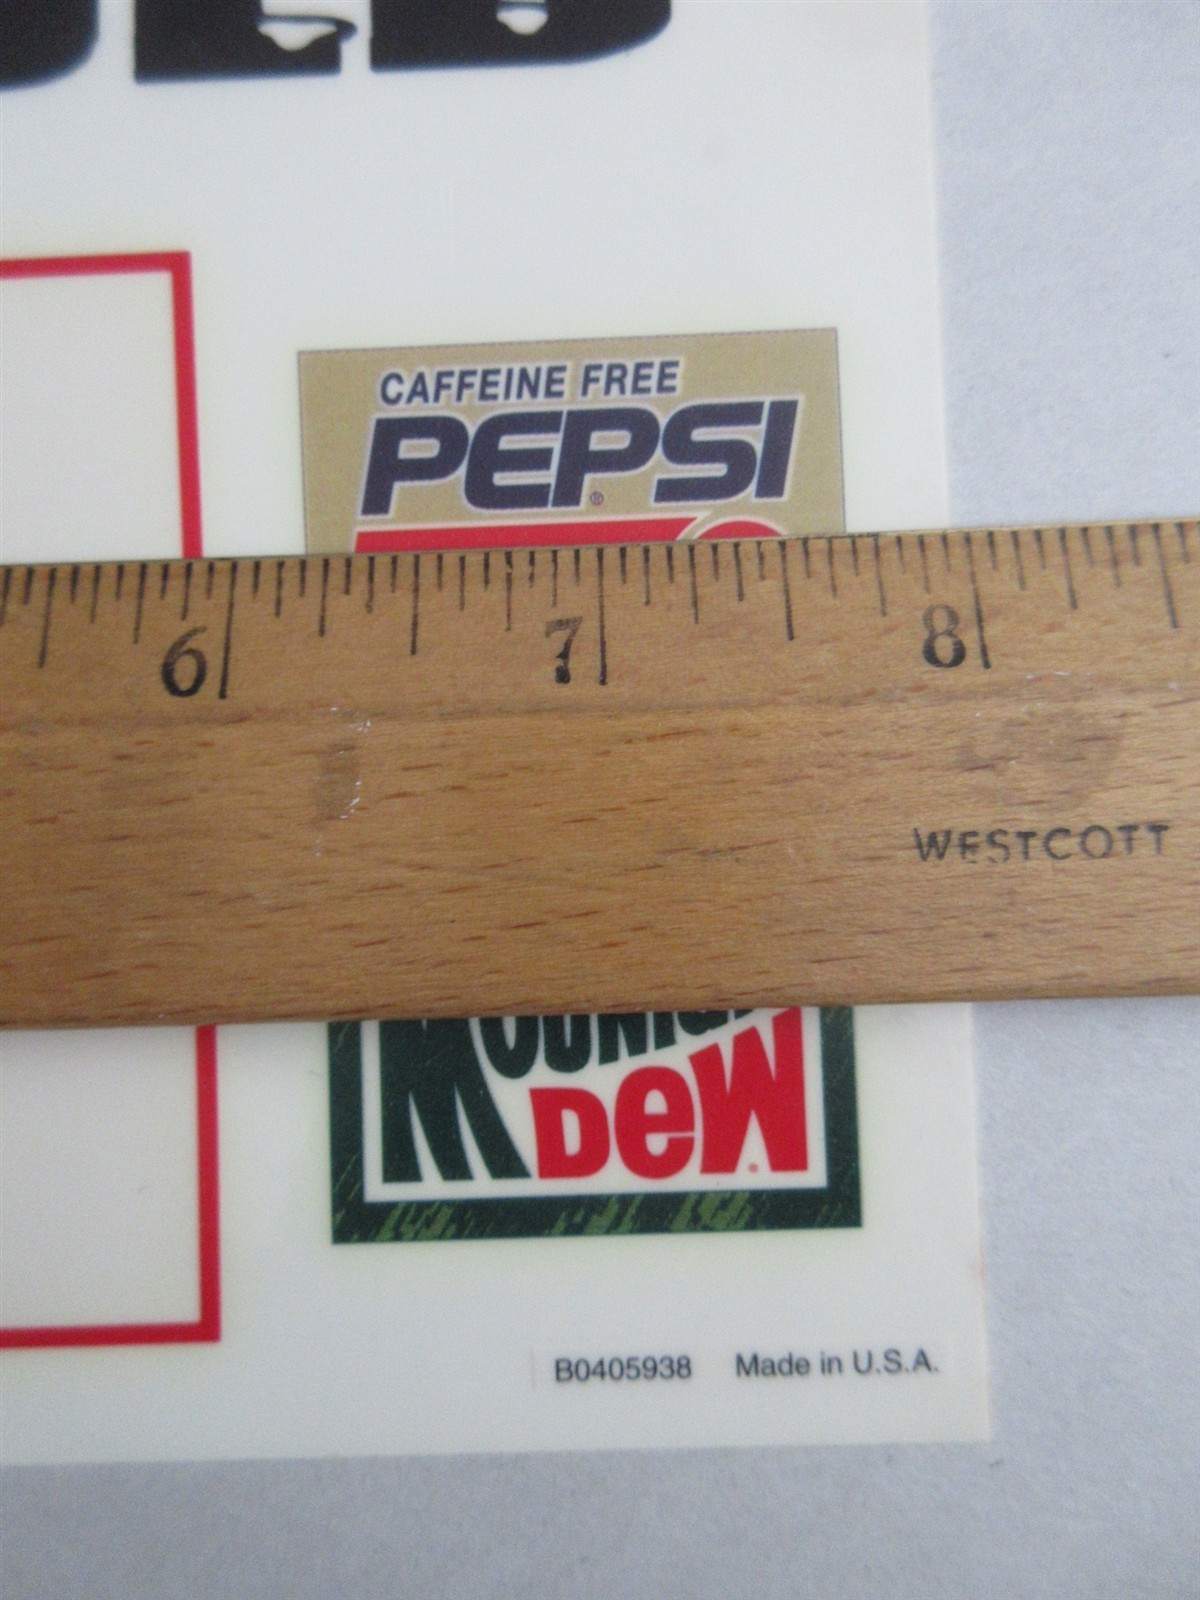 CAFFEINE FREE
PEPSI
6 7 8
WESTCOTT
DEW
B0405938 Made in U.S.A.